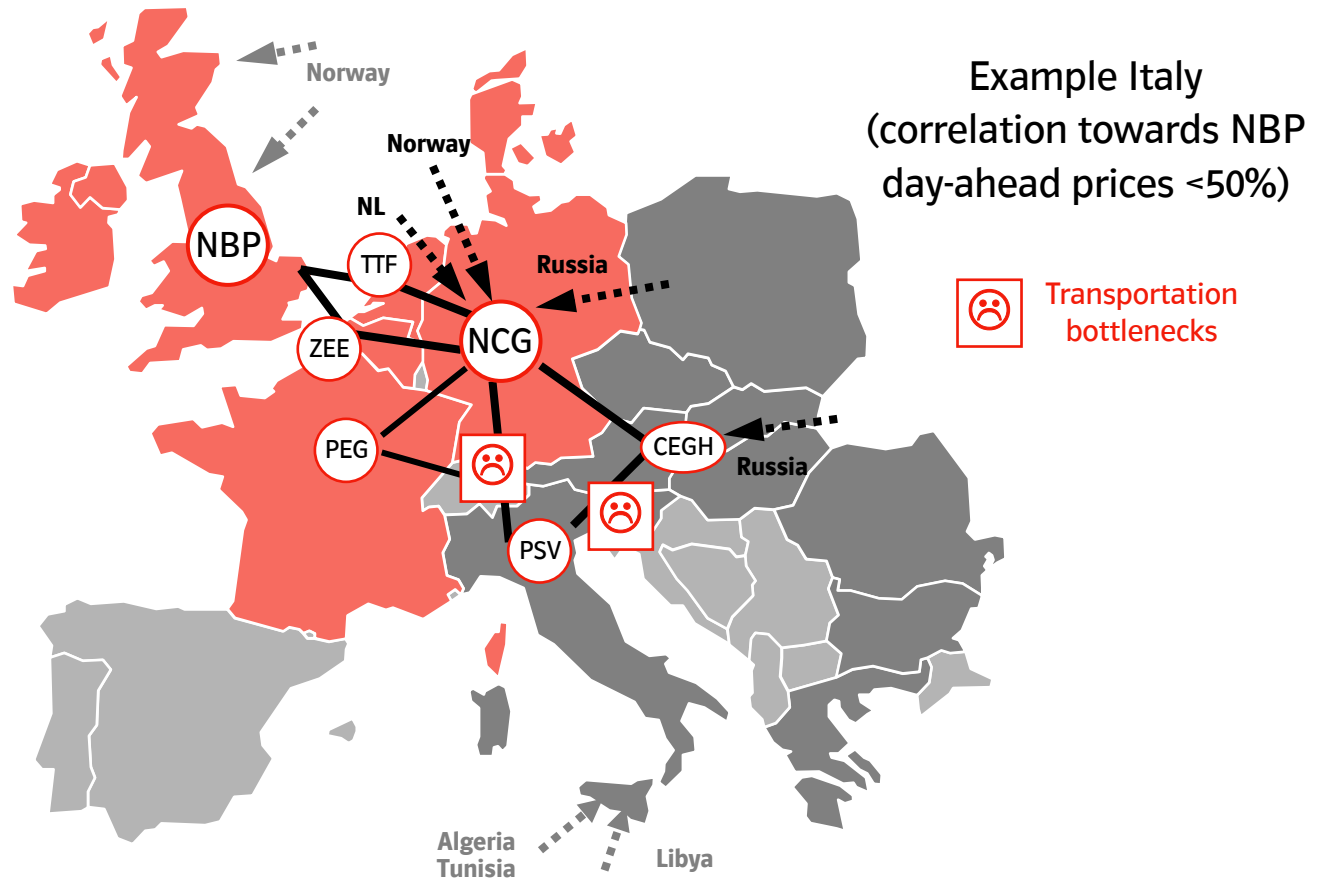 Example Italy
(correlation towards NBP
day-ahead prices <50%)
Norway
Norway
NL
NBP
TTF
Russia
Transportation
bottlenecks
ZEE
NCG
PEG
CEGH
Russia
PSV
Algeria
Tunisia
Libya